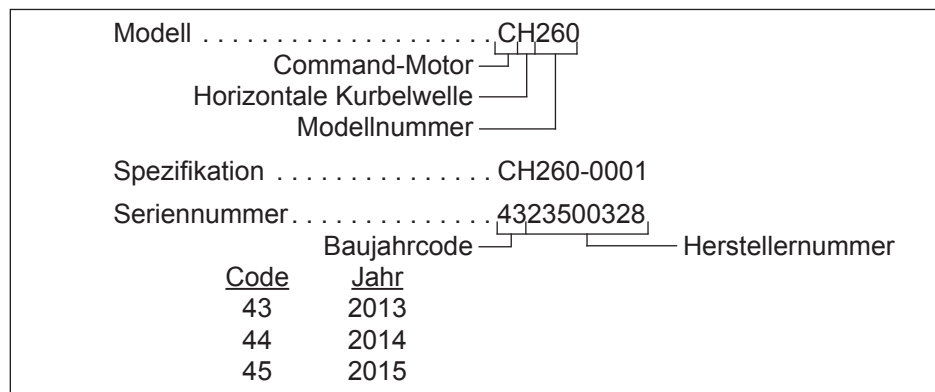 Modell . . . . . . . . . . . . . . . . . . . . CH260
Command-Motor
Horizontale Kurbelwelle
Modellnummer
Spezifikation . . . . . . . . . . . . . . . CH260-0001
Seriennummer . . . . . . . . . . . . . . 4323500328
Baujahrcode Herstellernummer
Code Jahr
43 2013
44 2014
45 2015